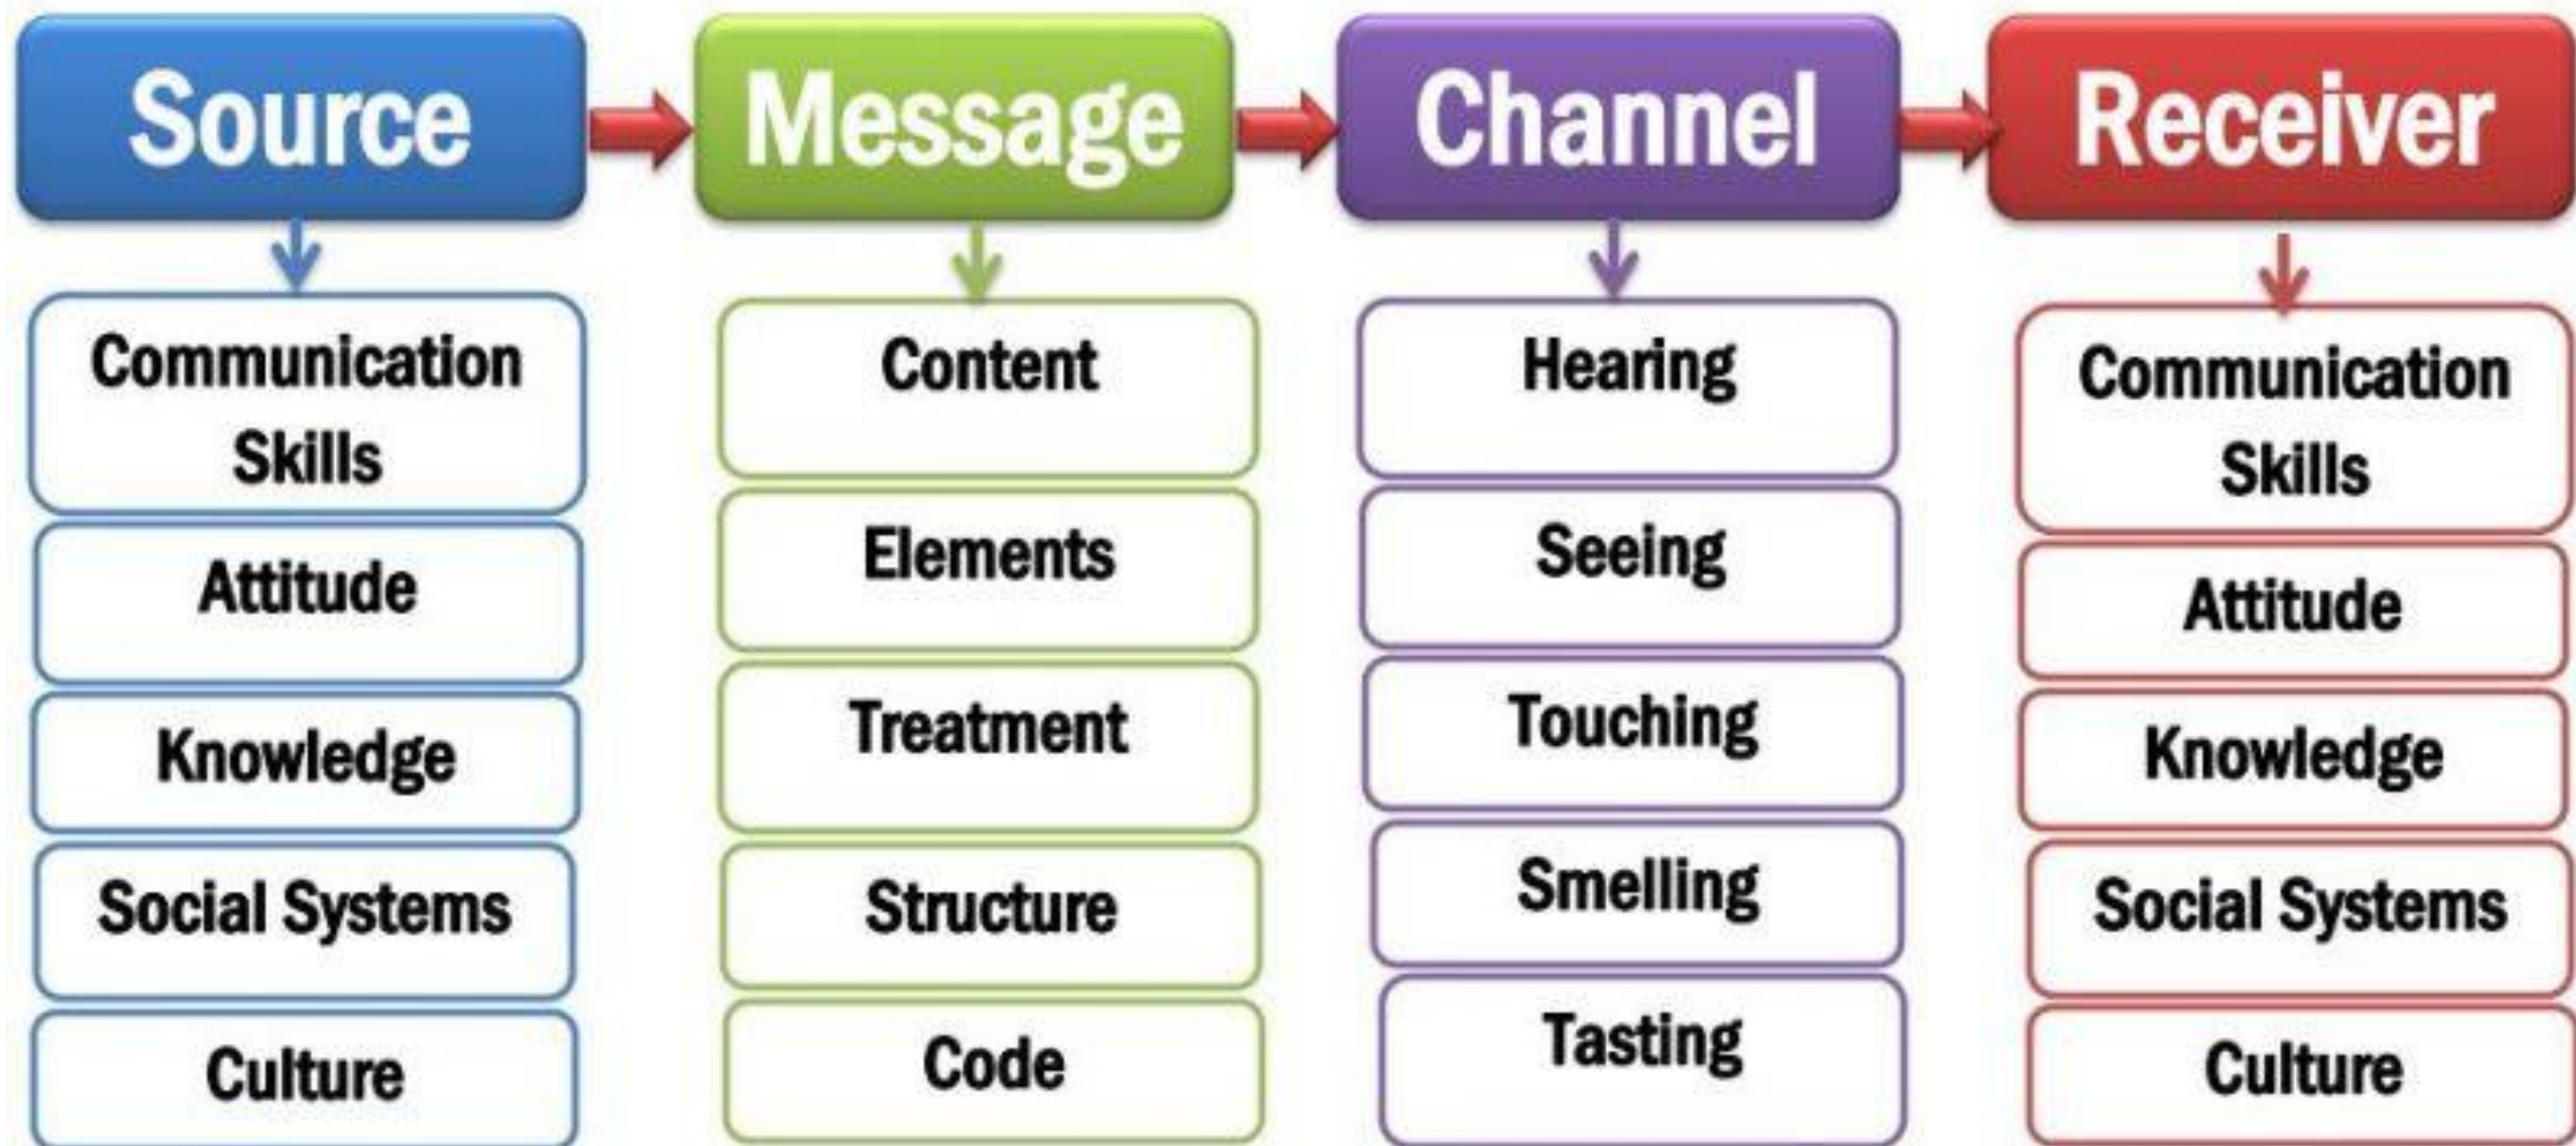 Source
Message
Channel
Receiver
Communication
Skills
Attitude
Knowledge
Social Systems
Culture
Content
Elements
Treatment
Structure
Code
Hearing
Seeing
Touching
Smelling
Tasting
Communication
Skills
Attitude
Knowledge
Social Systems
Culture